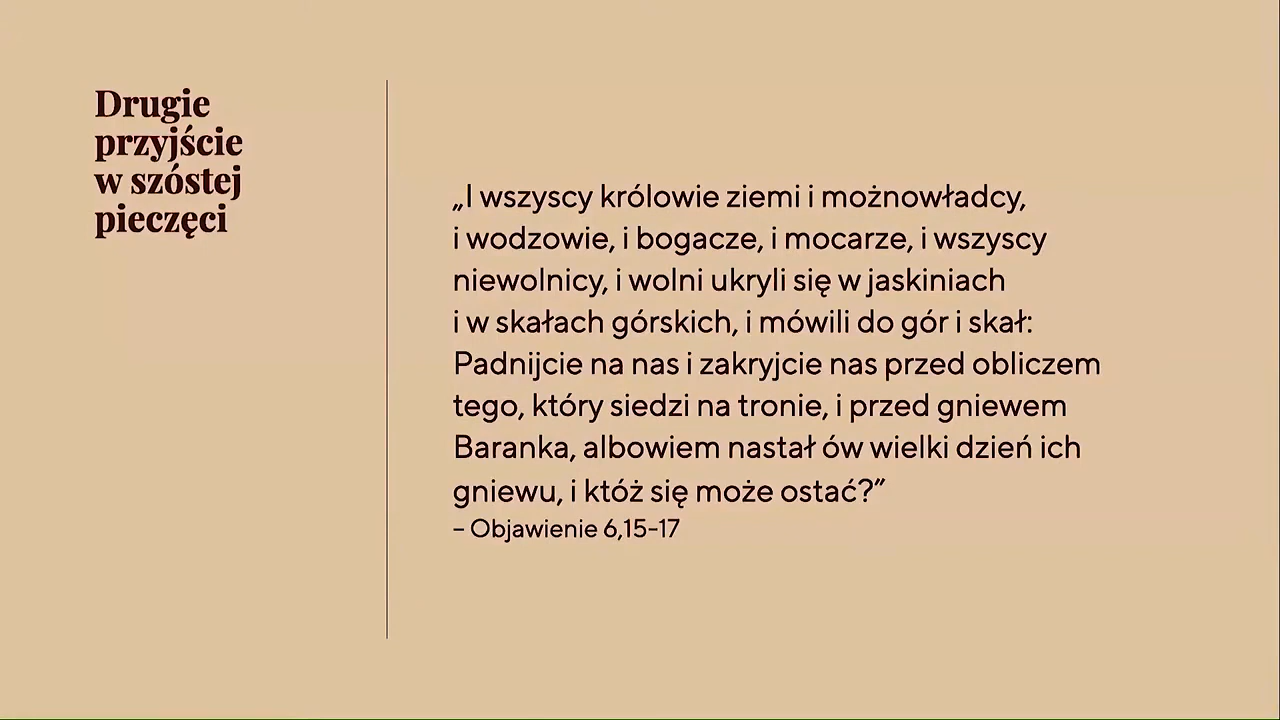 Drugie
przyjście
w szóstej
pieczęci
„I wszyscy królowie ziemi i możnowładcy,
i wodzowie, i bogacze, i mocarze, i wszyscy
niewolnicy, i wolni ukryli się w jaskiniach
i w skałach górskich, i mówili do gór i skał:
Padnijcie na nas i zakryjcie nas przed obliczem
tego, który siedzi na tronie, i przed gniewem
Baranka, albowiem nastał ów wielki dzień ich
gniewu, i któż się może ostać?”
– Objawienie 6,15-17